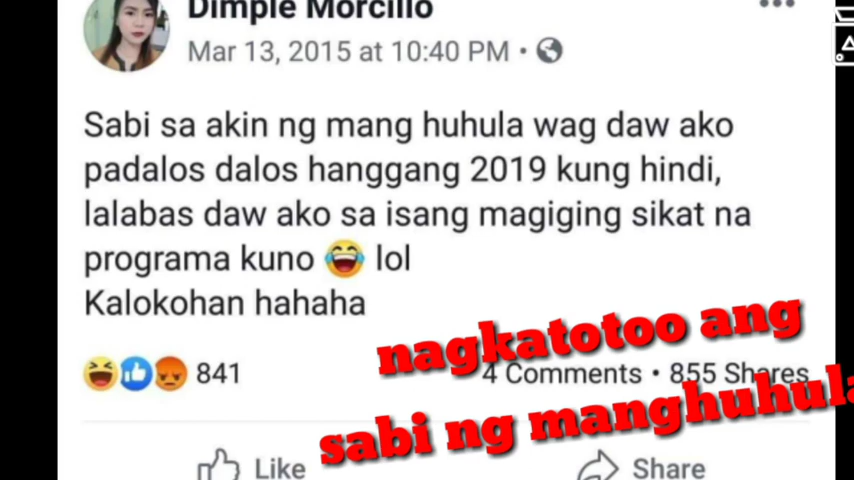 Dimple Morcillo
Mar 13, 2015 at 10:40 PM •
Sabi sa akin ng mang huhula wag daw ako
padalos dalos hanggang 2019 kung hindi,
lalabas daw ako sa isang magiging sikat na
programa kuno 😂 lol
Kalokohan hahaha
nagkatotoo ang
841
4 Comments • 855 Shares
sabi ng manghuhula
Like
Share